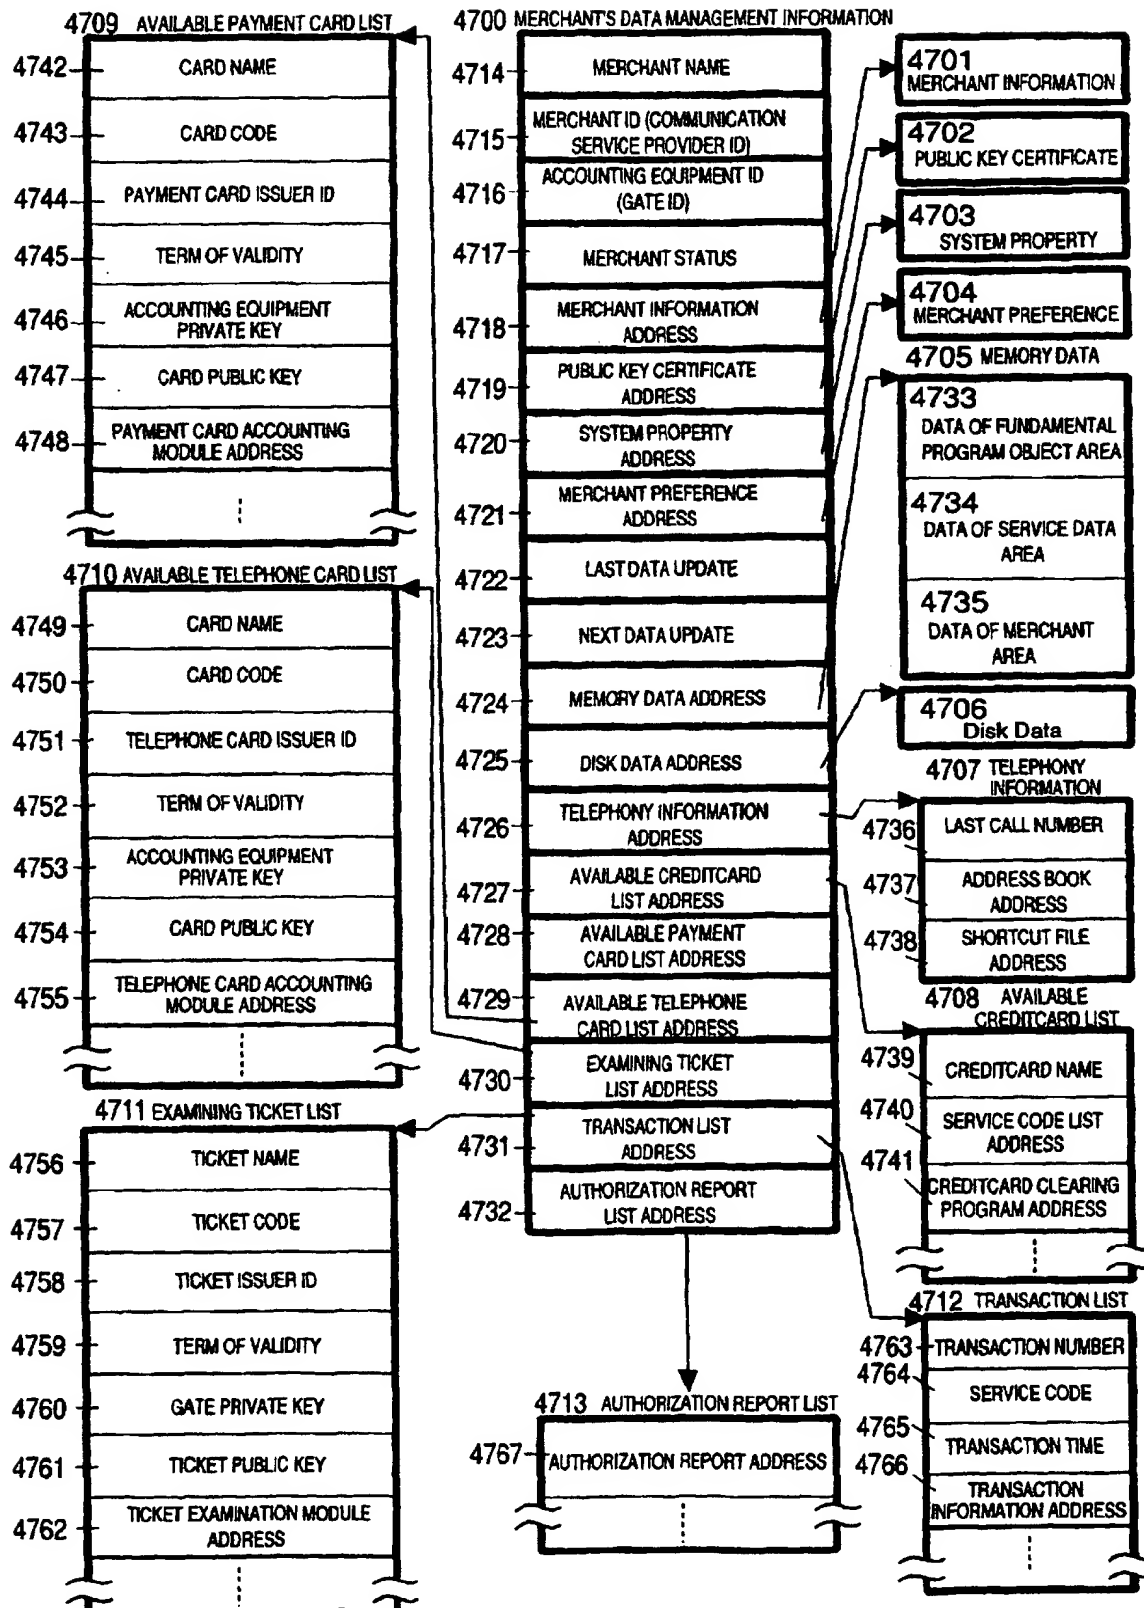 4709 AVAILABLE PAYMENT CARD LIST
4742 CARD NAME
4743 CARD CODE
4744 PAYMENT CARD ISSUER ID
4745 TERM OF VALIDITY
4746 ACCOUNTING EQUIPMENT
PRIVATE KEY
4747 CARD PUBLIC KEY
4748 PAYMENT CARD ACCOUNTING
MODULE ADDRESS
4710 AVAILABLE TELEPHONE CARD LIST
4749 CARD NAME
4750 CARD CODE
4751 TELEPHONE CARD ISSUER ID
4752 TERM OF VALIDITY
4753 ACCOUNTING EQUIPMENT
PRIVATE KEY
4754 CARD PUBLIC KEY
4755 TELEPHONE CARD ACCOUNTING
MODULE ADDRESS
4711 EXAMINING TICKET LIST
4756 TICKET NAME
4757 TICKET CODE
4758 TICKET ISSUER ID
4759 TERM OF VALIDITY
4760 GATE PRIVATE KEY
4761 TICKET PUBLIC KEY
4762 TICKET EXAMINATION MODULE
ADDRESS
4700 MERCHANT'S DATA MANAGEMENT INFORMATION
4714 MERCHANT NAME
4715 MERCHANT ID (COMMUNICATION
SERVICE PROVIDER ID)
4716 ACCOUNTING EQUIPMENT ID
(GATE ID)
4717 MERCHANT STATUS
4718 MERCHANT INFORMATION
ADDRESS
4719 PUBLIC KEY CERTIFICATE
ADDRESS
4720 SYSTEM PROPERTY
ADDRESS
4721 MERCHANT PREFERENCE
ADDRESS
4722 LAST DATA UPDATE
4723 NEXT DATA UPDATE
4724 MEMORY DATA ADDRESS
4725 DISK DATA ADDRESS
4726 TELEPHONY INFORMATION
ADDRESS
4727 AVAILABLE CREDITCARD
LIST ADDRESS
4728 AVAILABLE PAYMENT
CARD LIST ADDRESS
4729 AVAILABLE TELEPHONE
CARD LIST ADDRESS
4730 EXAMINING TICKET
LIST ADDRESS
4731 TRANSACTION LIST
ADDRESS
4732 AUTHORIZATION REPORT
LIST ADDRESS
4713 AUTHORIZATION REPORT LIST
4767 AUTHORIZATION REPORT ADDRESS
4701
MERCHANT INFORMATION
4702
PUBLIC KEY CERTIFICATE
4703
SYSTEM PROPERTY
4704
MERCHANT PREFERENCE
4705 MEMORY DATA
4733
DATA OF FUNDAMENTAL
PROGRAM OBJECT AREA
4734
DATA OF SERVICE DATA
AREA
4735
DATA OF MERCHANT
AREA
4706
Disk Data
4707 TELEPHONY
INFORMATION
4736 LAST CALL NUMBER
4737 ADDRESS BOOK
ADDRESS
4738 SHORTCUT FILE
ADDRESS
4708 AVAILABLE
CREDITCARD LIST
4739 CREDITCARD NAME
4740 SERVICE CODE LIST
ADDRESS
4741 CREDITCARD CLEARING
PROGRAM ADDRESS
4712 TRANSACTION LIST
4763 TRANSACTION NUMBER
4764 SERVICE CODE
4765 TRANSACTION TIME
4766 TRANSACTION
INFORMATION ADDRESS